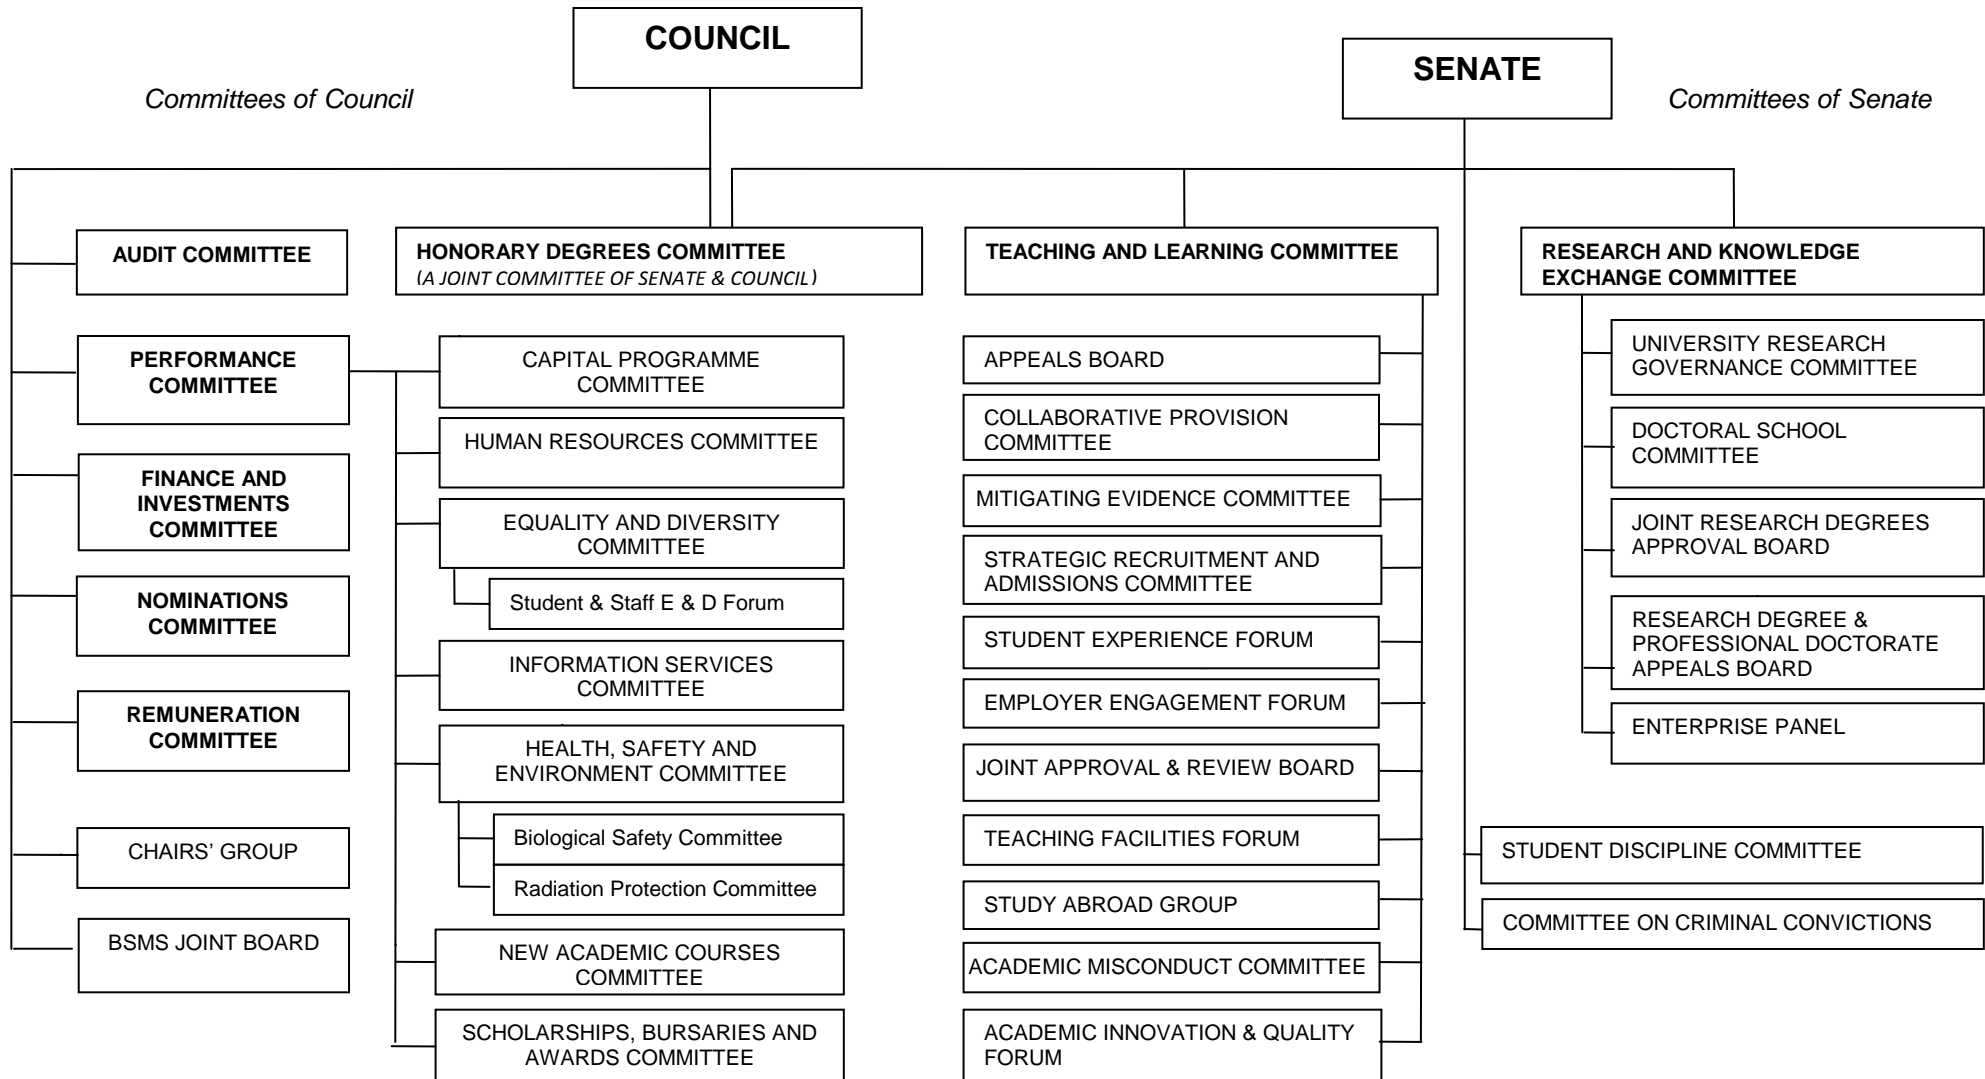 COUNCIL
SENATE
Committees of Council
Committees of Senate
AUDIT COMMITTEE
HONORARY DEGREES COMMITTEE
(A JOINT COMMITTEE OF SENATE & COUNCIL)
TEACHING AND LEARNING COMMITTEE
RESEARCH AND KNOWLEDGE
EXCHANGE COMMITTEE
PERFORMANCE
COMMITTEE
FINANCE AND
INVESTMENTS
COMMITTEE
NOMINATIONS
COMMITTEE
REMUNERATION
COMMITTEE
CHAIRS’ GROUP
BSMS JOINT BOARD
CAPITAL PROGRAMME
COMMITTEE
HUMAN RESOURCES COMMITTEE
EQUALITY AND DIVERSITY
COMMITTEE
Student & Staff E & D Forum
INFORMATION SERVICES
COMMITTEE
HEALTH, SAFETY AND
ENVIRONMENT COMMITTEE
Biological Safety Committee
Radiation Protection Committee
NEW ACADEMIC COURSES
COMMITTEE
SCHOLARSHIPS, BURSARIES AND
AWARDS COMMITTEE
APPEALS BOARD
COLLABORATIVE PROVISION
COMMITTEE
MITIGATING EVIDENCE COMMITTEE
STRATEGIC RECRUITMENT AND
ADMISSIONS COMMITTEE
STUDENT EXPERIENCE FORUM
EMPLOYER ENGAGEMENT FORUM
JOINT APPROVAL & REVIEW BOARD
TEACHING FACILITIES FORUM
STUDY ABROAD GROUP
ACADEMIC MISCONDUCT COMMITTEE
ACADEMIC INNOVATION & QUALITY
FORUM
UNIVERSITY RESEARCH
GOVERNANCE COMMITTEE
DOCTORAL SCHOOL
COMMITTEE
JOINT RESEARCH DEGREES
APPROVAL BOARD
RESEARCH DEGREE &
PROFESSIONAL DOCTORATE
APPEALS BOARD
ENTERPRISE PANEL
STUDENT DISCIPLINE COMMITTEE
COMMITTEE ON CRIMINAL CONVICTIONS